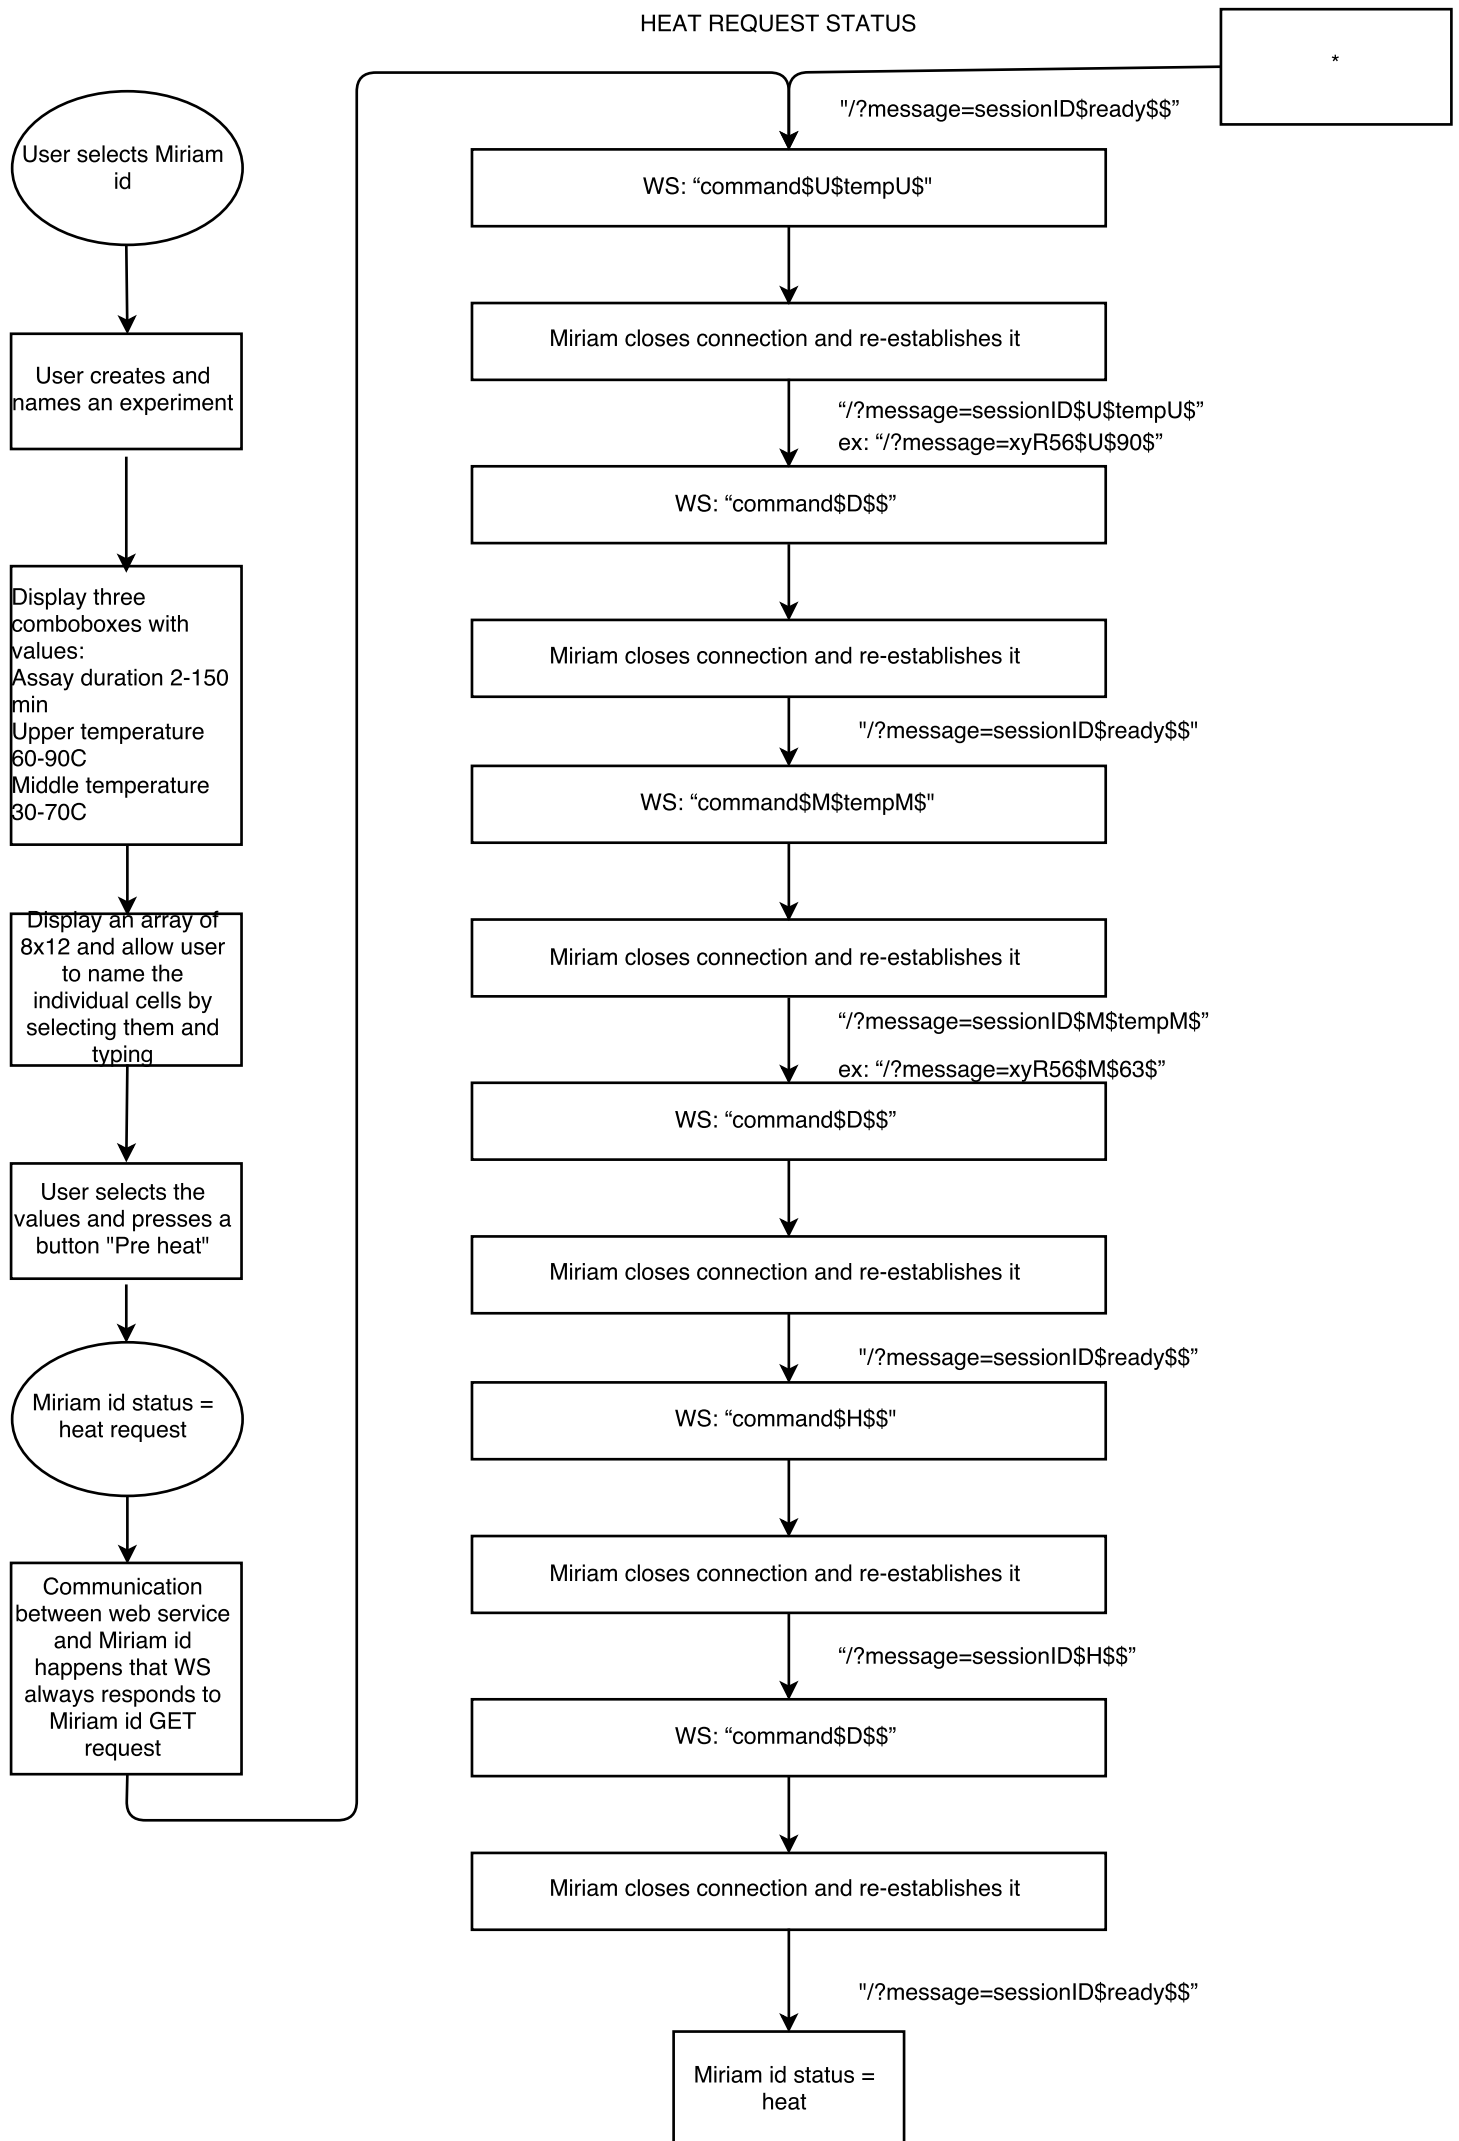 HEAT REQUEST STATUS
*
User selects Miriam
id
User creates and
names an experiment
Display three
comboboxes with
values:
Assay duration 2-150
min
Upper temperature
60-90C
Middle temperature
30-70C
Display an array of
8x12 and allow user
to name the
individual cells by
selecting them and
typing
User selects the
values and presses a
button "Pre heat"
Miriam id status =
heat request
Communication
between web service
and Miriam id
happens that WS
always responds to
Miriam id GET
request
"/?message=sessionID$ready$$”
WS: “command$U$tempU$"
Miriam closes connection and re-establishes it
“/?message=sessionID$U$tempU$”
ex: “/?message=xyR56$U$90$”
WS: “command$D$$”
Miriam closes connection and re-establishes it
"/?message=sessionID$ready$$"
WS: “command$M$tempM$"
Miriam closes connection and re-establishes it
“/?message=sessionID$M$tempM$”
ex: “/?message=xyR56$M$63$”
WS: “command$D$$”
Miriam closes connection and re-establishes it
"/?message=sessionID$ready$$”
WS: “command$H$$"
Miriam closes connection and re-establishes it
“/?message=sessionID$H$$”
WS: “command$D$$”
Miriam closes connection and re-establishes it
"/?message=sessionID$ready$$”
Miriam id status =
heat